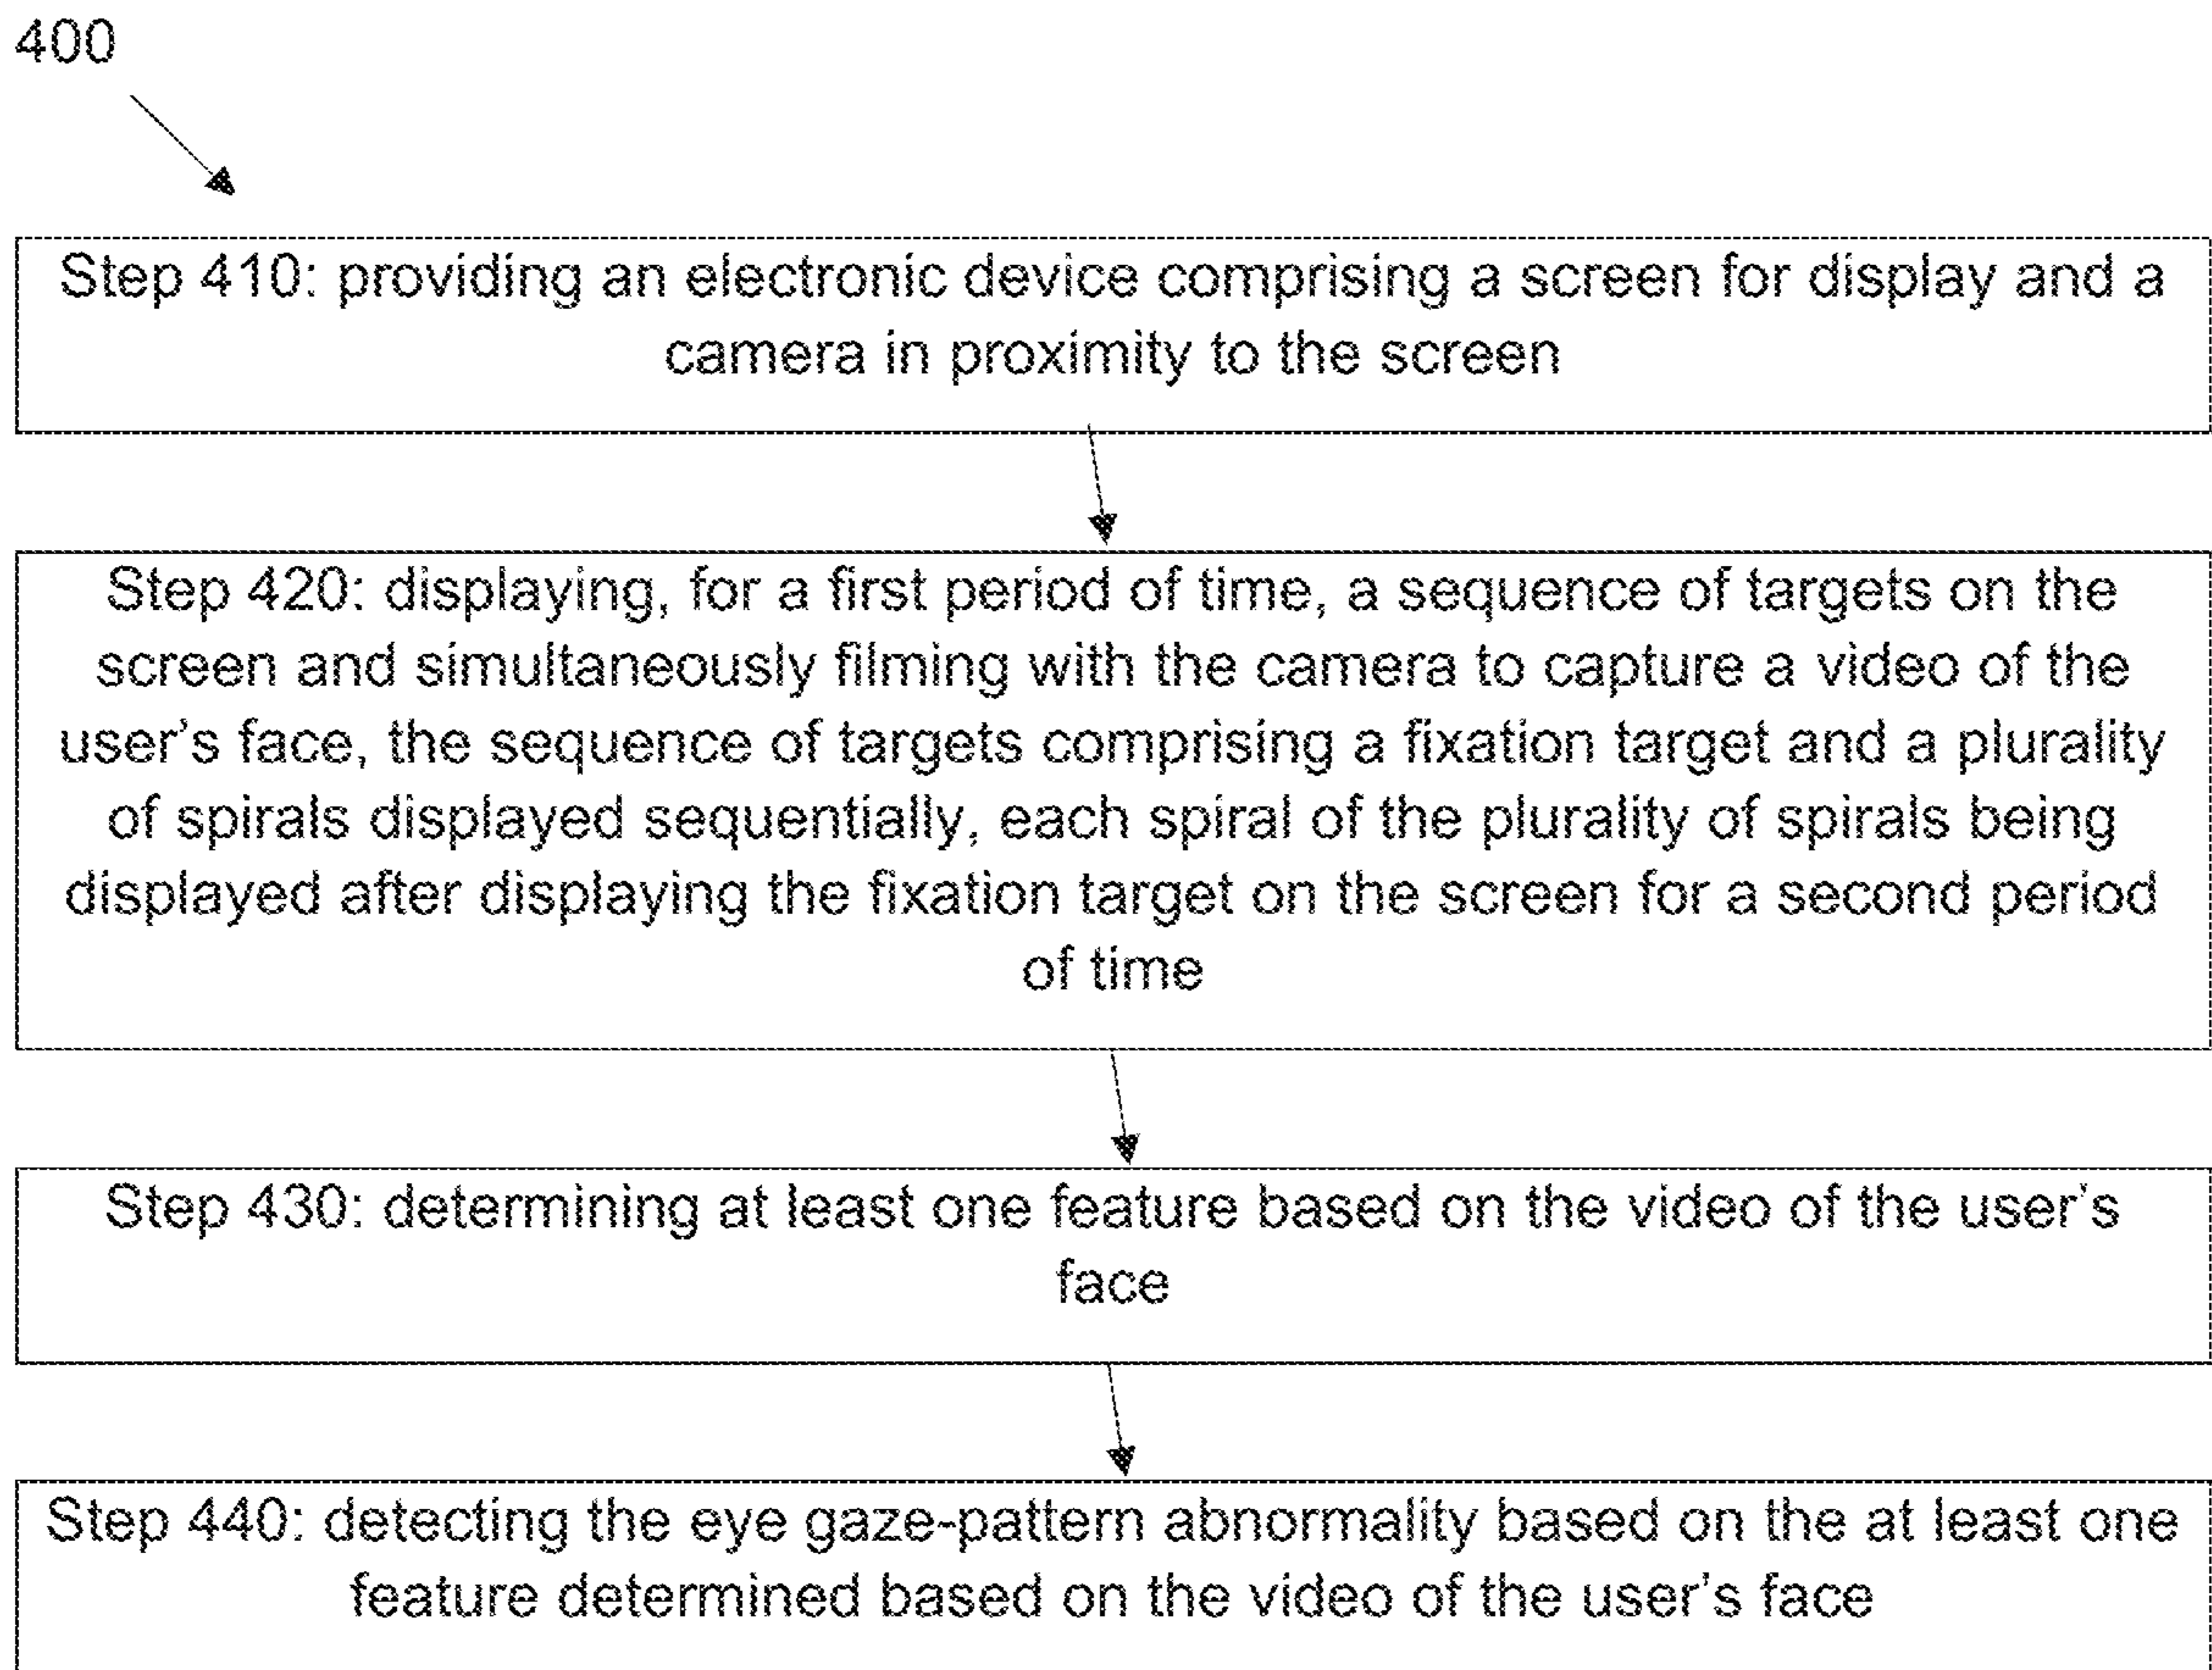 400
Step 410: providing an electronic device comprising a screen for display and a
camera in proximity to the screen
Step 420: displaying, for a first period of time, a sequence of targets on the
screen and simultaneously filming with the camera to capture a video of the
user's face, the sequence of targets comprising a fixation target and a plurality
of spirals displayed sequentially, each spiral of the plurality of spirals being
displayed after displaying the fixation target on the screen for a second period
of time
Step 430: determining at least one feature based on the video of the user's
face
Step 440: detecting the eye gaze-pattern abnormality based on the at least one
feature determined based on the video of the user's face